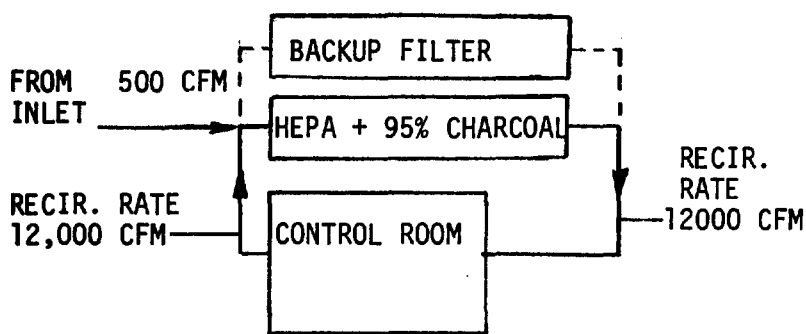 BACKUP FILTER
FROM 500 CFM
INLET
HEPA + 95% CHARCOAL
RECIR.
RATE
12000 CFM
RECIR. RATE
12,000 CFM
CONTROL ROOM